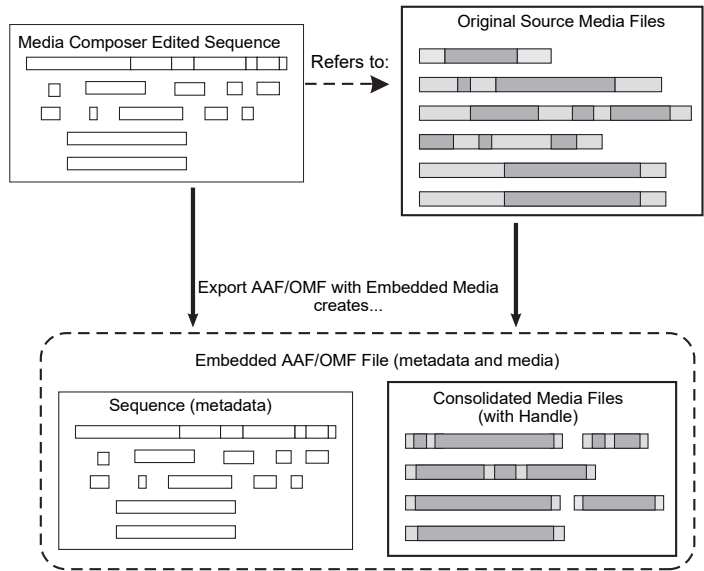 Media Composer Edited Sequence
Refers to:
Original Source Media Files
Export AAF/OMF with Embedded Media
creates...
Embedded AAF/OMF File (metadata and media)
Sequence (metadata)
Consolidated Media Files
(with Handle)